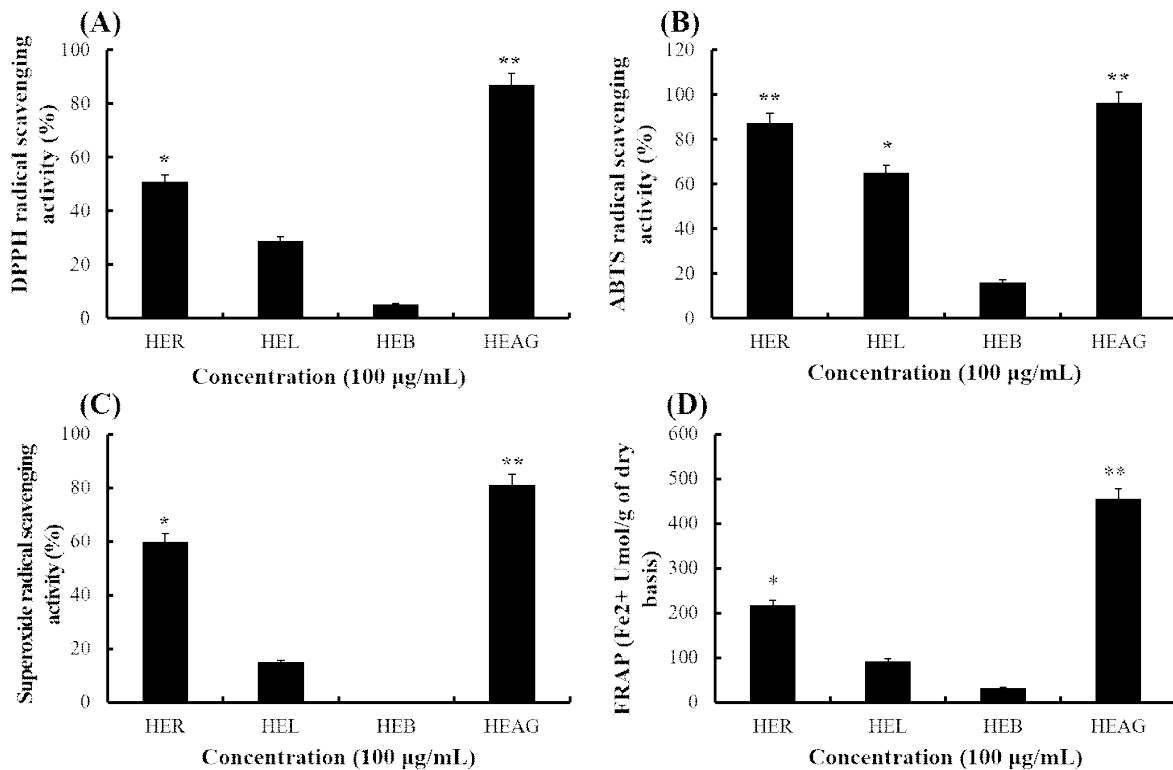 (A)
DPPH radical scavenging
activity (%)
100
80
60
40
20
0
*
**
HER HEL HEB HEAG
Concentration (100 µg/mL)
(B)
ABTS radical scavenging
activity (%)
120
100
80
60
40
20
0
**
*
**
HER HEL HEB HEAG
Concentration (100 µg/mL)
(C)
Superoxide radical scavenging
activity (%)
100
80
60
40
20
0
*
**
HER HEL HEB HEAG
Concentration (100 µg/mL)
(D)
FRAP (Fe2+ Umol/g of dry
basis)
600
500
400
300
200
100
0
*
**
HER HEL HEB HEAG
Concentration (100 µg/mL)